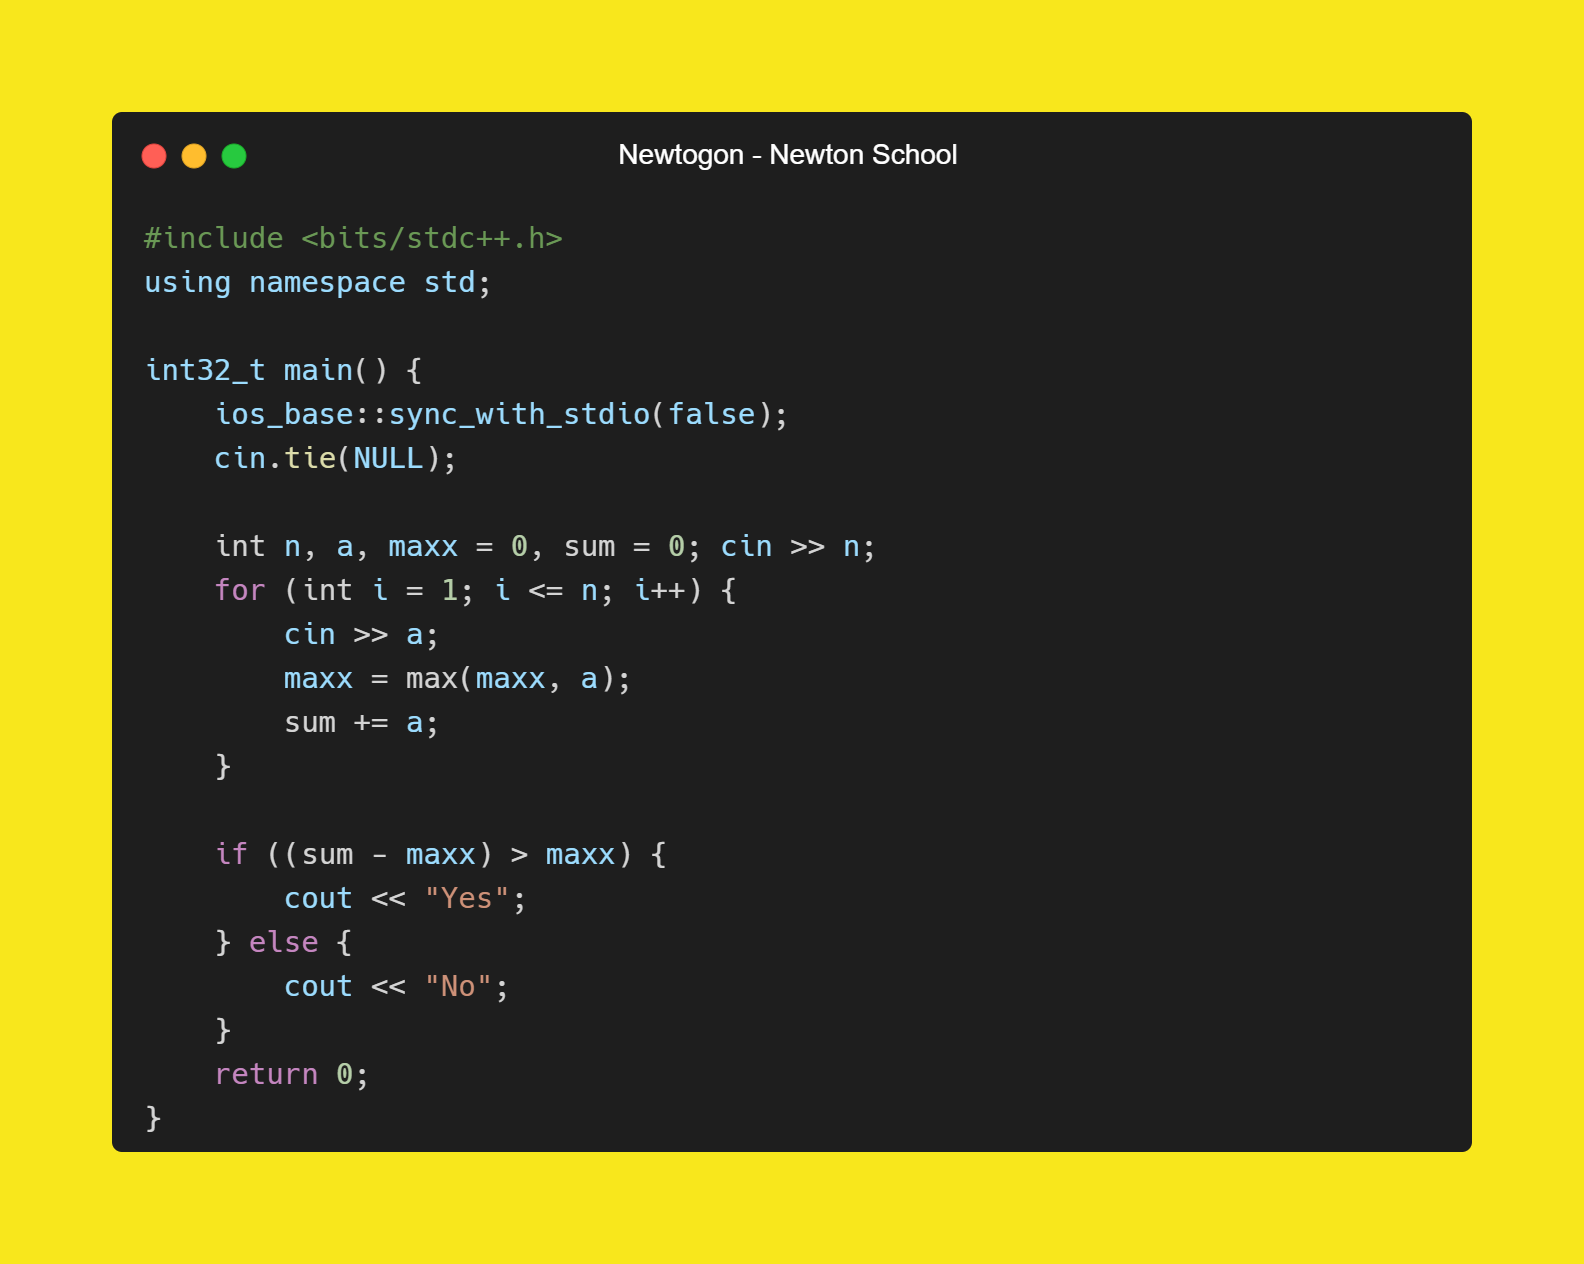 Newtogon - Newton School
#include <bits/stdc++.h>
using namespace std;
int32_t main() {
    ios_base::sync_with_stdio(false);
    cin.tie(NULL);
    int n, a, maxx = 0, sum = 0; cin >> n;
    for (int i = 1; i <= n; i++) {
        cin >> a;
        maxx = max(maxx, a);
        sum += a;
    }
    if ((sum - maxx) > maxx) {
        cout << "Yes";
    } else {
        cout << "No";
    }
    return 0;
}